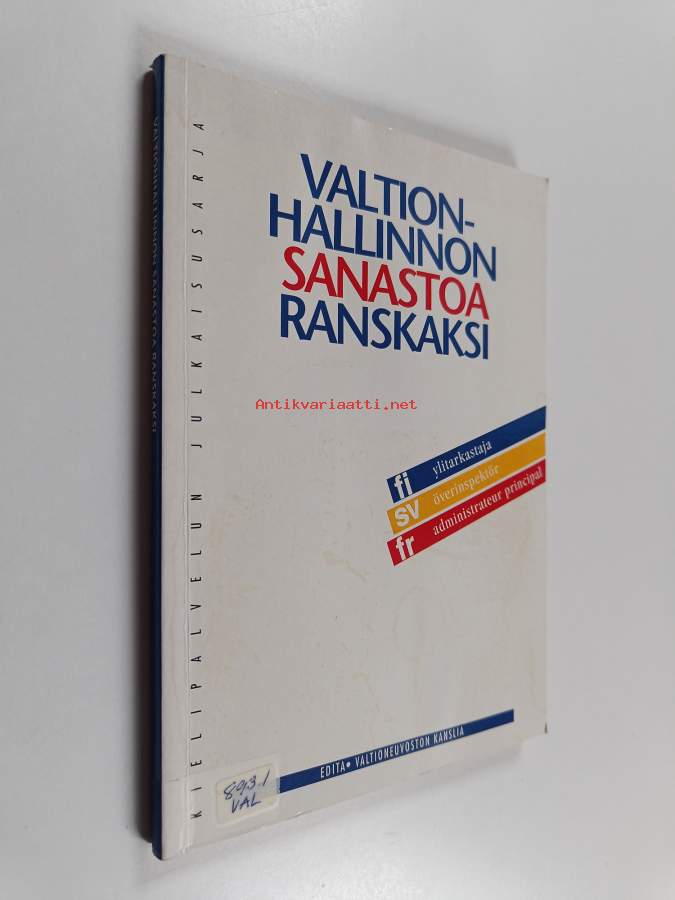 VALTIONHALLINNON SANASTOA RANSKAKSI
KIELIPALVELUN JULKAISUSARJA
VALTION-
HALLINNON
SANASTOA
RANSKAKSI
Antikvariaatti.net
fi ylitarkastaja
sv överinspektör
fr administrateur principal
EDITA • VALTIONEUVOSTON KANSLIA
893.1
VAL